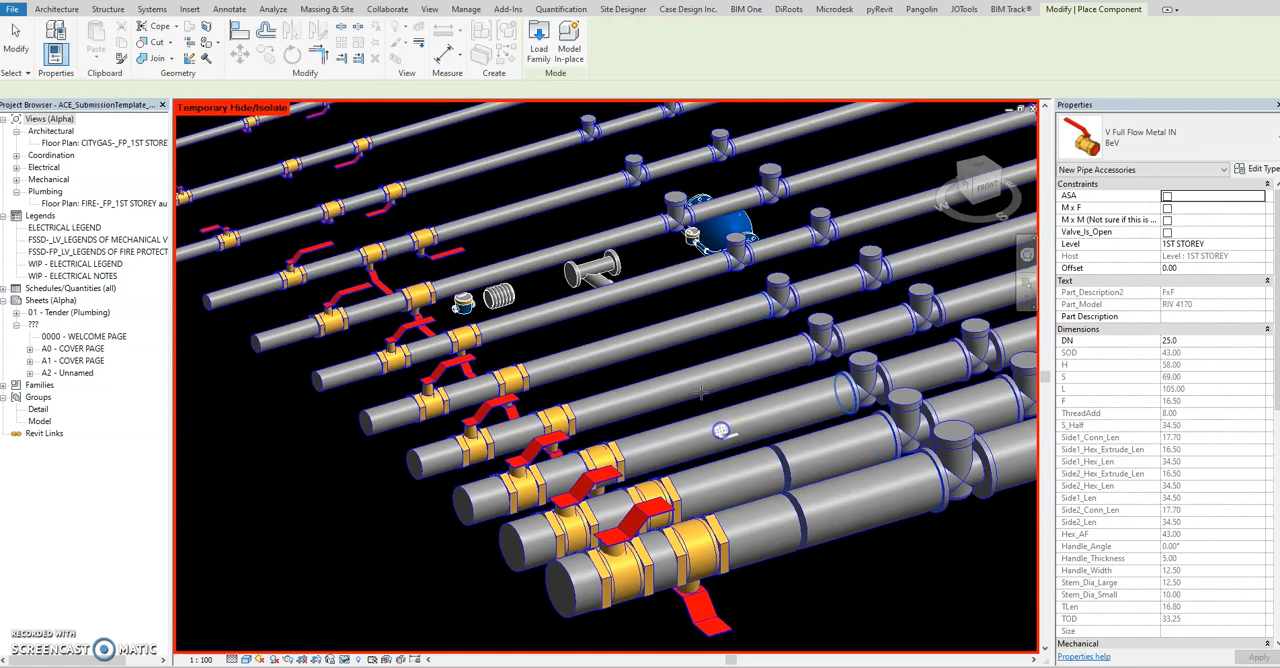 File Architecture Structure Systems Insert Annotate Analyze Massing & Site Collaborate View Manage Add-Ins Quantification Site Designer Case Design Inc. BIM One DiRoots Microdesk pyRevit Pangolin JOTools BIM Track® Modify | Place Component
Modify
Paste
Cope
Cut
Join
Load Family
Model In-place
Select Properties Clipboard Geometry Modify View Measure Create Mode
Project Browser - ACE_SubmissionTemplate_...
Views (Alpha)
Architectural
Floor Plan: CITYGAS-_FP_1ST STORE
Coordination
Electrical
Mechanical
Plumbing
Floor Plan: FIRE-_FP_1ST STOREY au
Legends
ELECTRICAL LEGEND
FSSD-_LV_LEGENDS OF MECHANICAL V
FSSD-FP_LV_LEGENDS OF FIRE PROTECT
WIP - ELECTRICAL LEGEND
WIP - ELECTRICAL NOTES
Schedules/Quantities (all)
Sheets (Alpha)
01 - Tender (Plumbing)
???
0000 - WELCOME PAGE
A0 - COVER PAGE
A1 - COVER PAGE
A2 - Unnamed
Families
Groups
Detail
Model
Revit Links
RECORDED WITH
SCREENCAST MATIC
Temporary Hide/Isolate
FRONT
W
S
1 : 100
Properties
V Full Flow Metal IN
BeV
New Pipe Accessories
Edit Type
Constraints
ASA
M x F
M x M (Not sure if this is ...
Valve_Is_Open
Level 1ST STOREY
Host Level : 1ST STOREY
Offset 0.00
Text
Part_Description2 FxF
Part_Model RIV 4170
Part Description
Dimensions
DN 25.0
SOD 43.00
H 58.00
S 69.00
L 105.00
F 16.50
ThreadAdd 8.00
S_Half 34.50
Side1_Conn_Len 17.70
Side1_Hex_Extrude_Len 16.50
Side1_Hex_Len 34.50
Side2_Hex_Extrude_Len 16.50
Side2_Hex_Len 34.50
Side1_Len 34.50
Side2_Conn_Len 17.70
Side2_Len 34.50
Hex_AF 43.00
Handle_Angle 0.00°
Handle_Thickness 5.00
Handle_Width 12.50
Stem_Dia_Large 12.50
Stem_Dia_Small 10.00
TLen 16.80
TOD 33.25
Size
Mechanical
Properties help
Apply